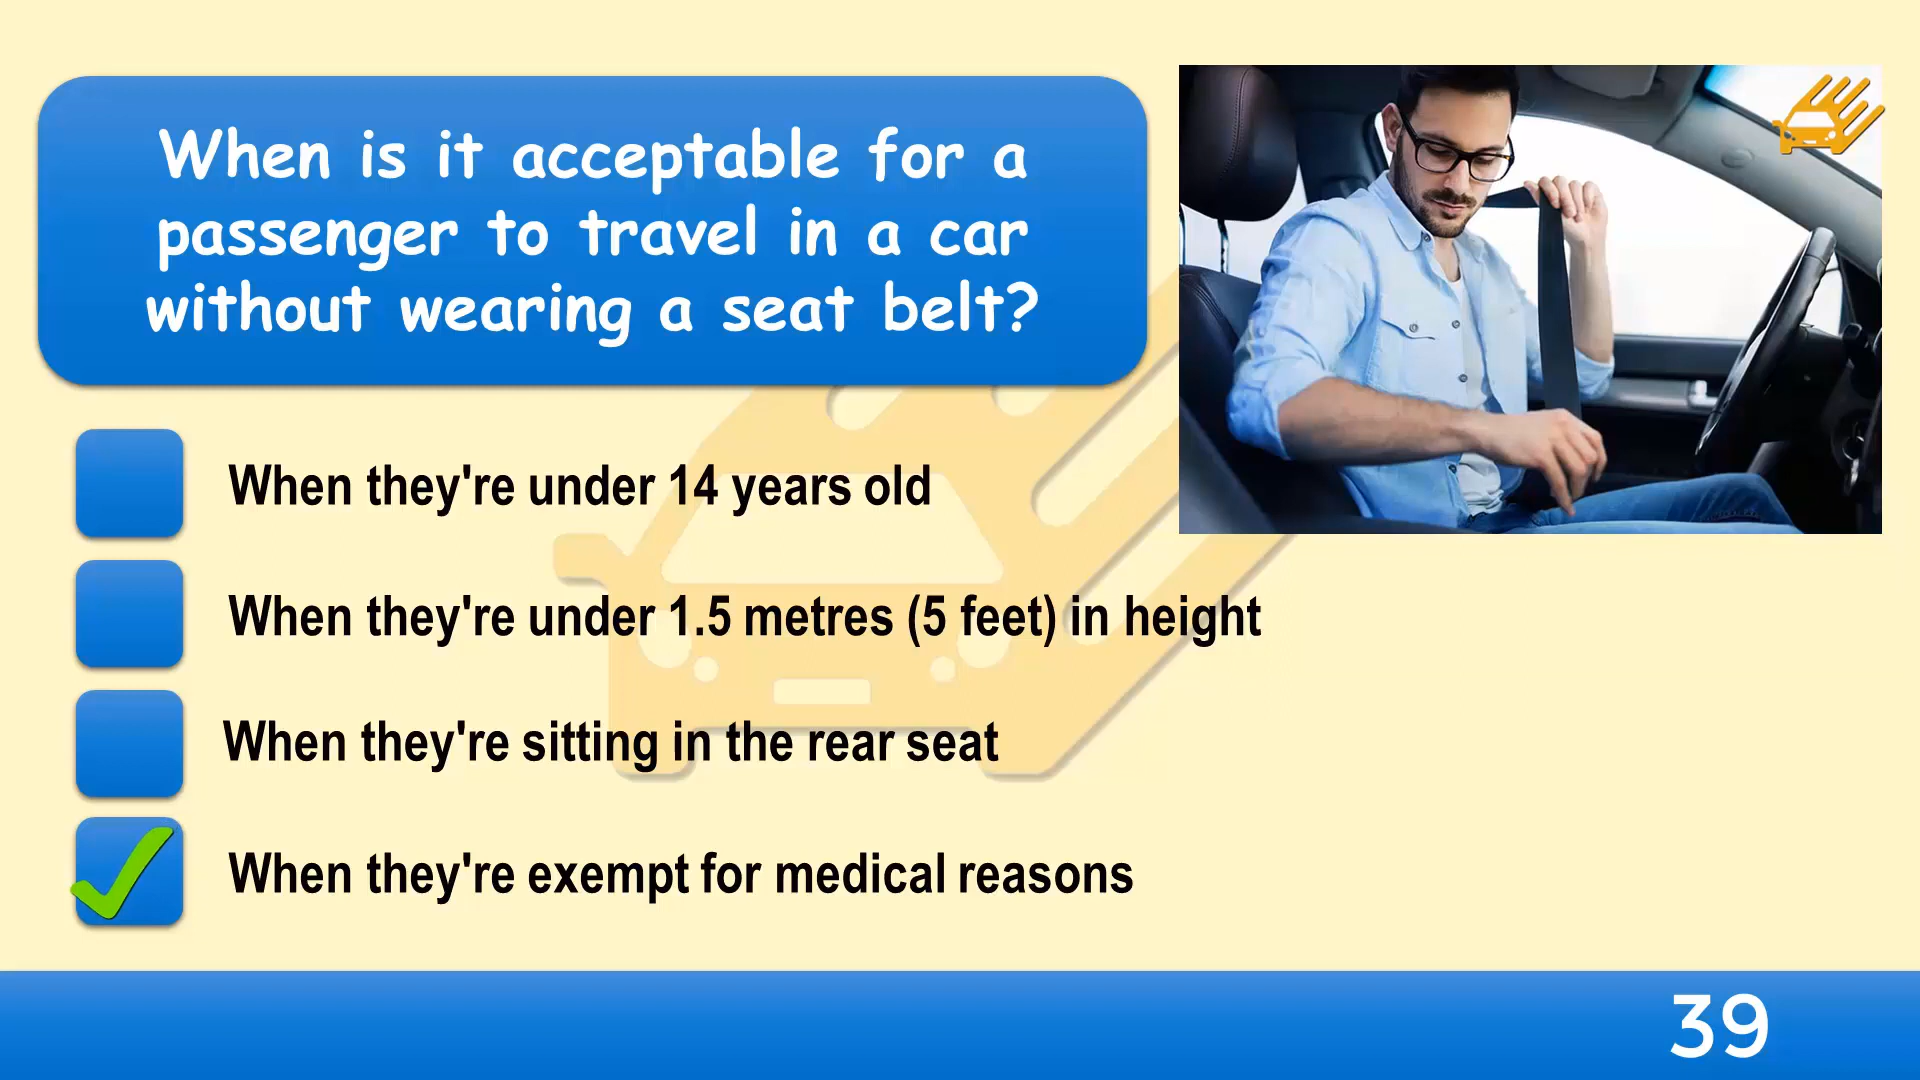 When is it acceptable for a
passenger to travel in a car
without wearing a seat belt?
When they're under 14 years old
When they're under 1.5 metres (5 feet) in height
When they're sitting in the rear seat
When they're exempt for medical reasons
39